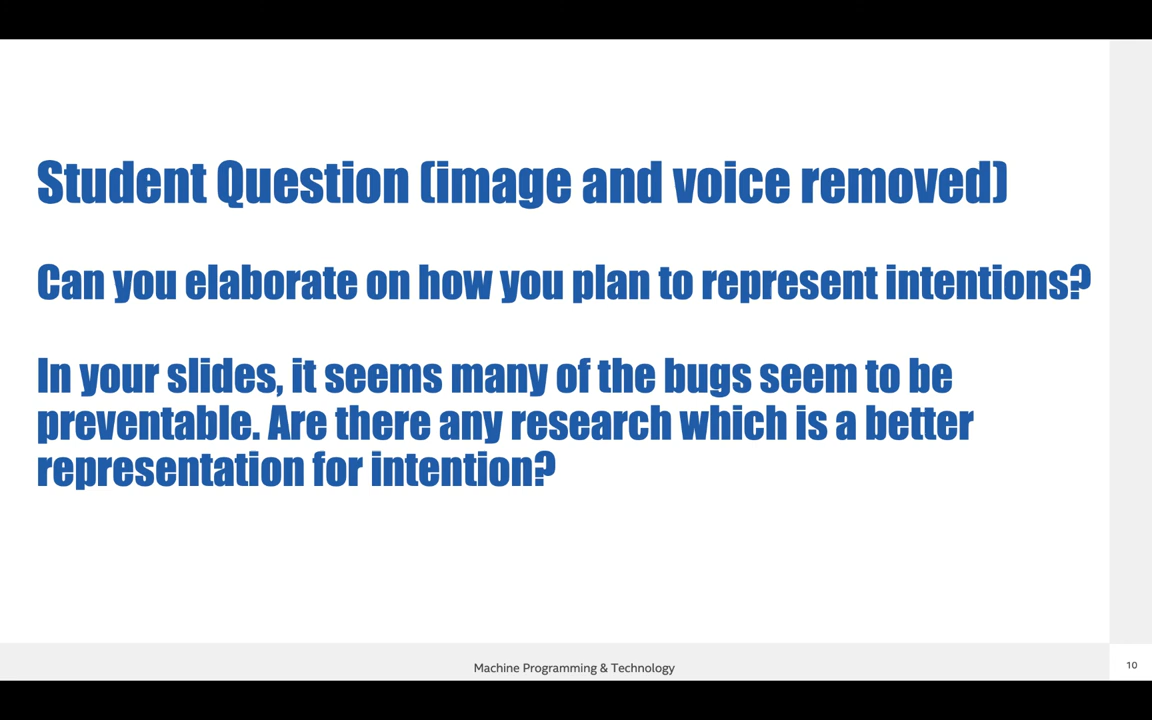 Student Question (image and voice removed)
Can you elaborate on how you plan to represent intentions?
In your slides, it seems many of the bugs seem to be
preventable. Are there any research which is a better
representation for intention?
Machine Programming & Technology
10